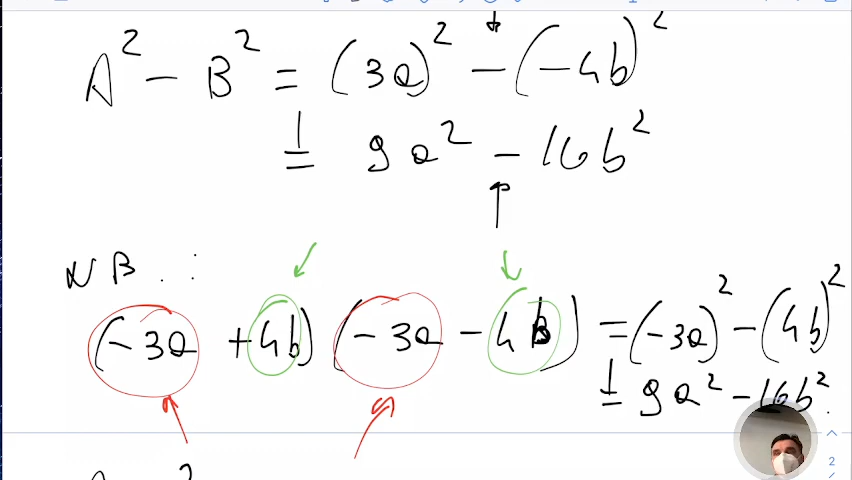 A² - B² = (3a)² - (-4b)²
= 9a² - 16b²
NB.:
(-3a + 4b) (-3a - 4b) = (-3a)² - (4b)²
= 9a² - 16b².
2